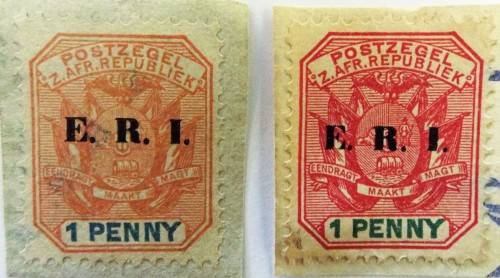 POSTZEGEL
Z. AFR. REPUBLIEK
E. R. I.
EENDRAGT MAAKT MAGT
1 PENNY
POSTZEGEL
Z. AFR. REPUBLIEK
E. R. I.
EENDRAGT MAAKT MAGT
1 PENNY